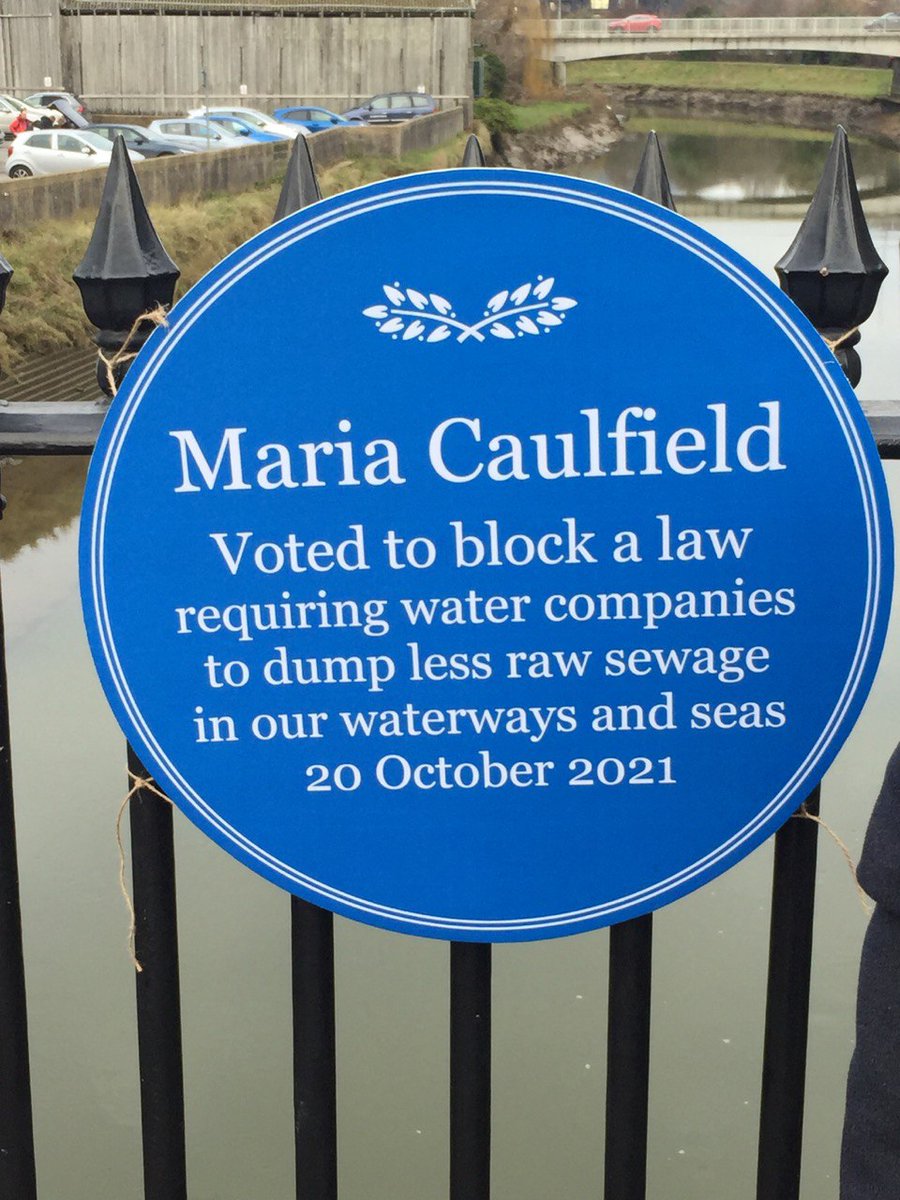 Maria Caulfield
Voted to block a law
requiring water companies
to dump less raw sewage
in our waterways and seas
20 October 2021